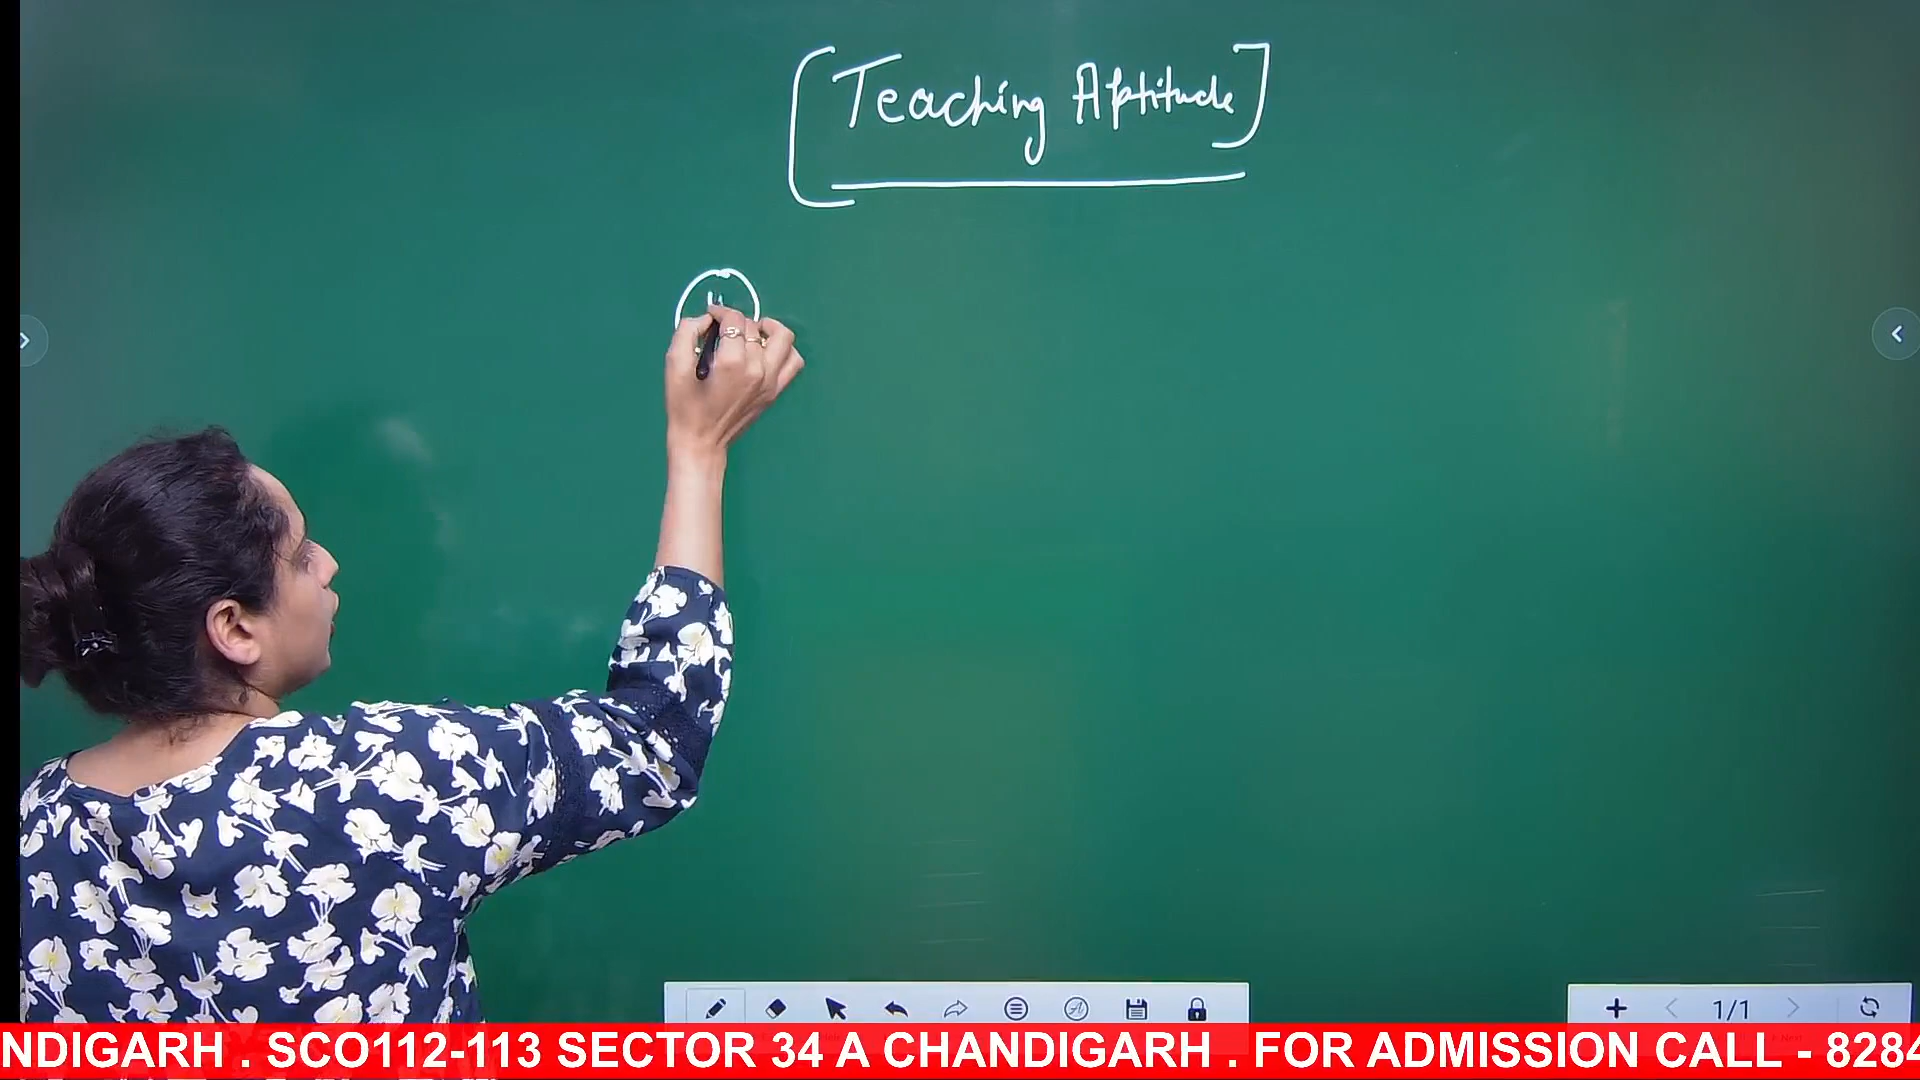 [Teaching Aptitude]
1/1
NDIGARH . SCO112-113 SECTOR 34 A CHANDIGARH . FOR ADMISSION CALL - 8284